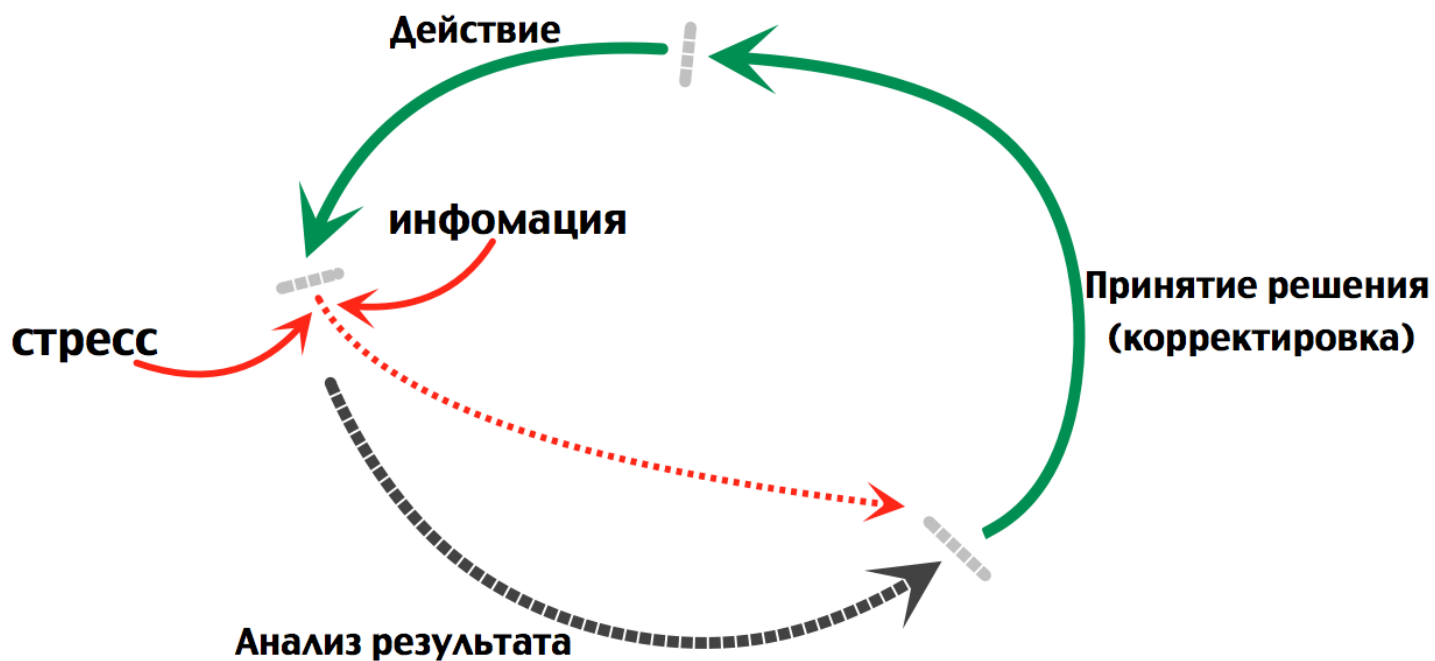 Действие
инфомация
стресс
Принятие решения
(корректировка)
Анализ результата